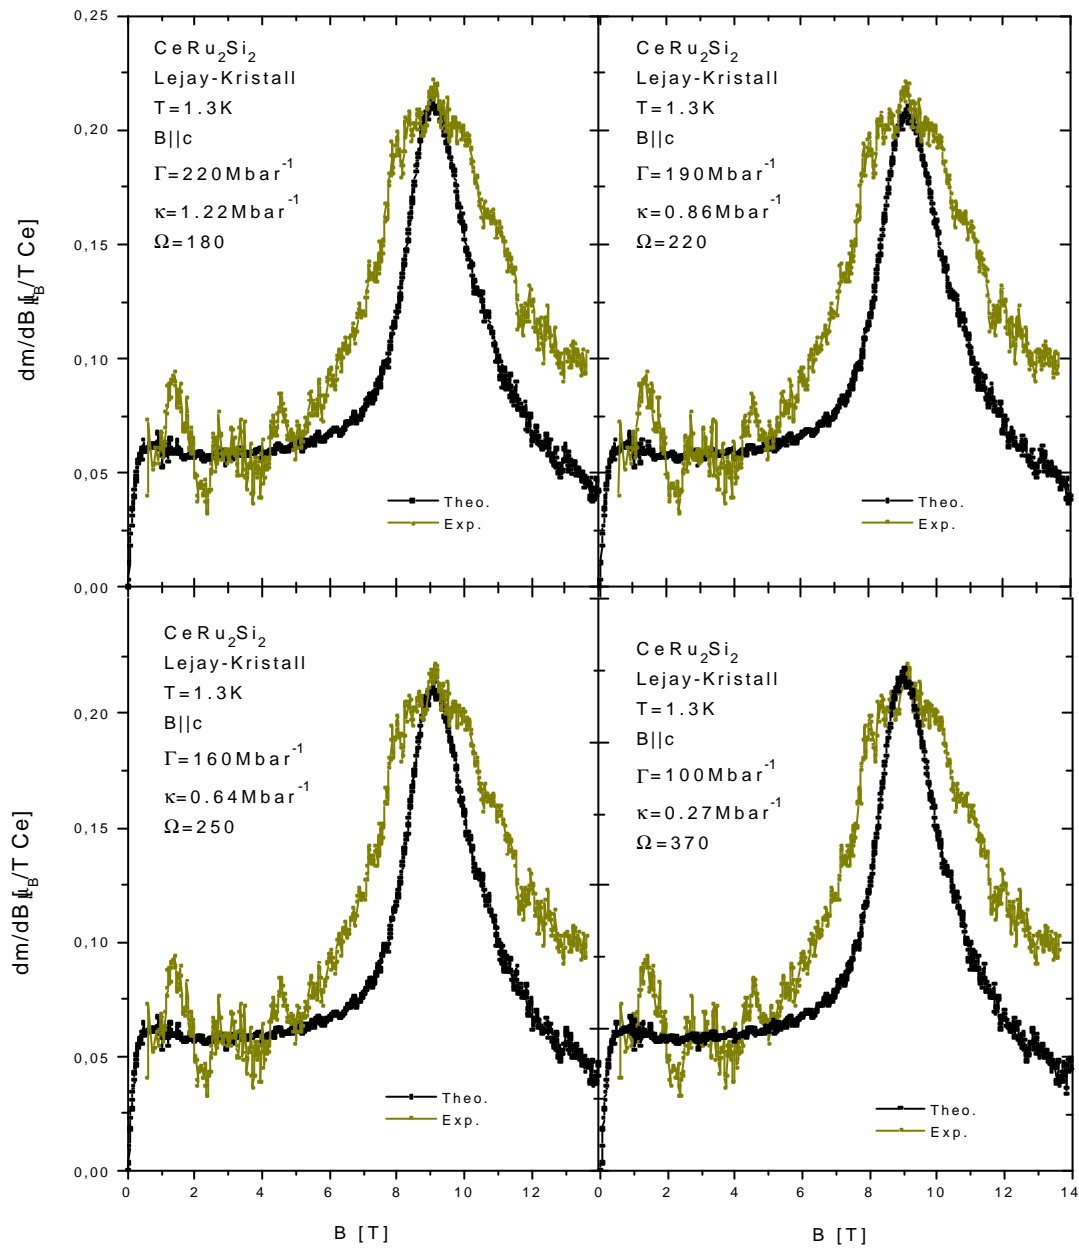 0,25
0,20
0,15
0,10
0,05
0,00
dm/dB [μ_B/T Ce]
CeRu₂Si₂
Lejay-Kristall
T=1.3K
B||c
Γ=220Mbar⁻¹
κ=1.22Mbar⁻¹
Ω=180
Theo.
Exp.
CeRu₂Si₂
Lejay-Kristall
T=1.3K
B||c
Γ=190Mbar⁻¹
κ=0.86Mbar⁻¹
Ω=220
Theo.
Exp.
0,20
0,15
0,10
0,05
0,00
dm/dB [μ_B/T Ce]
CeRu₂Si₂
Lejay-Kristall
T=1.3K
B||c
Γ=160Mbar⁻¹
κ=0.64Mbar⁻¹
Ω=250
Theo.
Exp.
0 2 4 6 8 10 12
B [T]
CeRu₂Si₂
Lejay-Kristall
T=1.3K
B||c
Γ=100Mbar⁻¹
κ=0.27Mbar⁻¹
Ω=370
Theo.
Exp.
0 2 4 6 8 10 12 14
B [T]